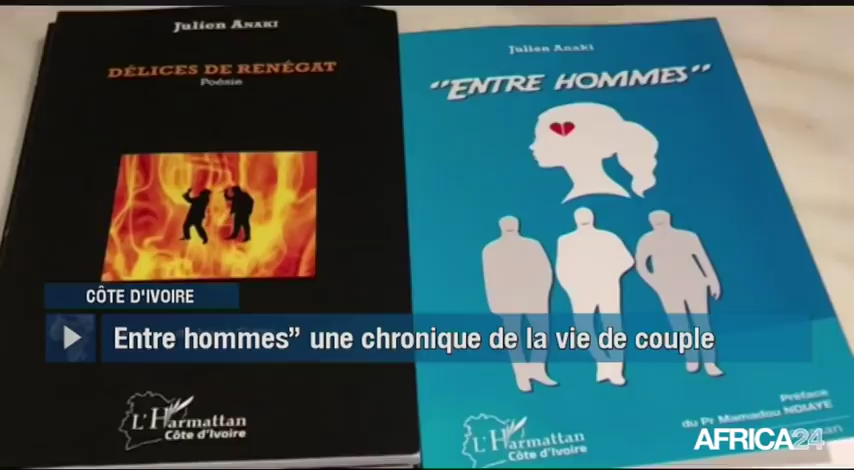 Julien Anaki
DÉLICES DE RENÉGAT
Poésie
L'Harmattan
Côte d'Ivoire
Julien Anaki
"ENTRE HOMMES"
Préface
du Pr Mamadou NDIAYE
L'Harmattan
Côte d'Ivoire
CÔTE D'IVOIRE
Entre hommes” une chronique de la vie de couple
AFRICA24